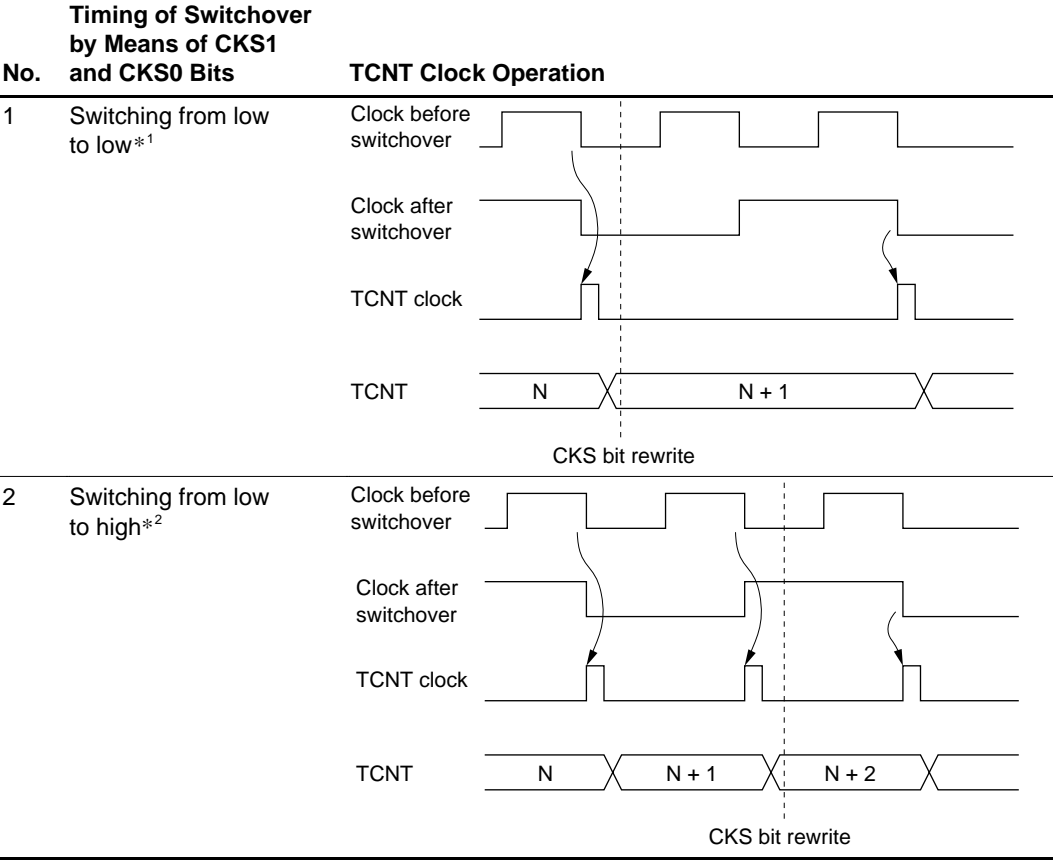 Timing of Switchover
by Means of CKS1
No. and CKS0 Bits TCNT Clock Operation
1 Switching from low
to low*1
Clock before
switchover
Clock after
switchover
TCNT clock
TCNT N N + 1
CKS bit rewrite
2 Switching from low
to high*2
Clock before
switchover
Clock after
switchover
TCNT clock
TCNT N N + 1 N + 2
CKS bit rewrite